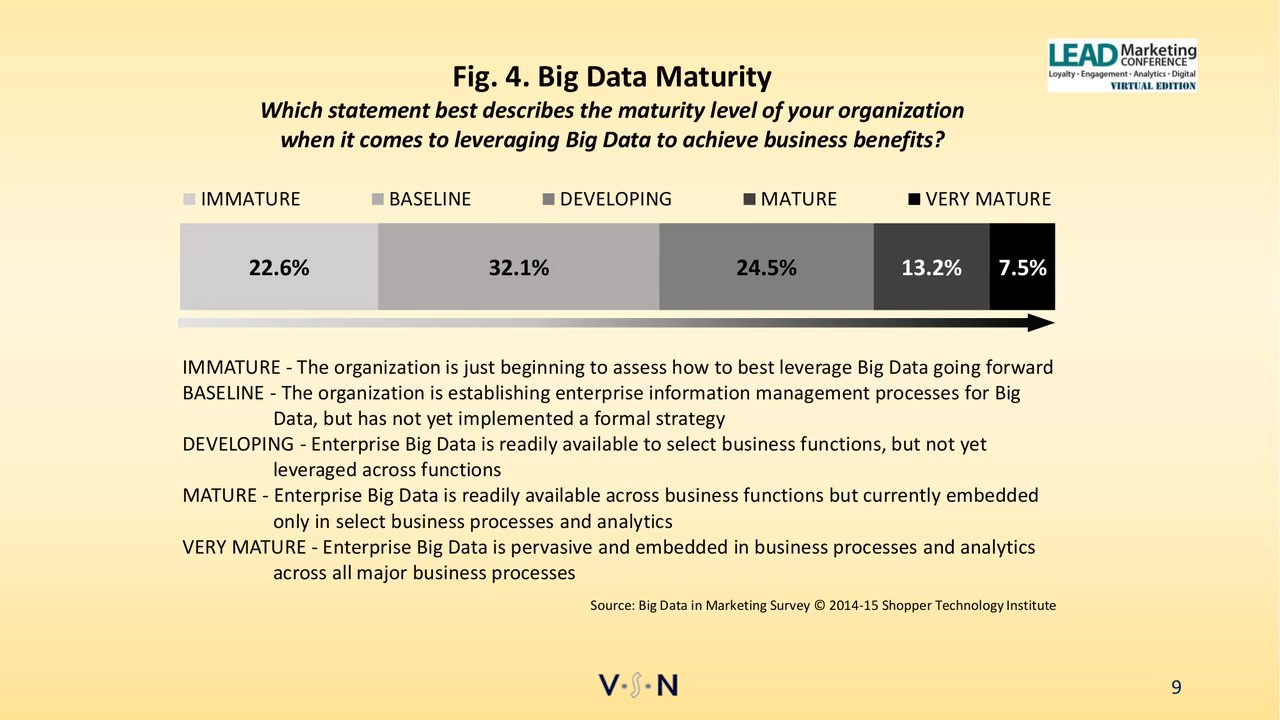 LEAD Marketing
CONFERENCE
Loyalty • Engagement • Analytics • Digital
VIRTUAL EDITION
Fig. 4. Big Data Maturity
Which statement best describes the maturity level of your organization
when it comes to leveraging Big Data to achieve business benefits?
IMMATURE BASELINE DEVELOPING MATURE VERY MATURE
22.6% 32.1% 24.5% 13.2% 7.5%
IMMATURE - The organization is just beginning to assess how to best leverage Big Data going forward
BASELINE - The organization is establishing enterprise information management processes for Big
Data, but has not yet implemented a formal strategy
DEVELOPING - Enterprise Big Data is readily available to select business functions, but not yet
leveraged across functions
MATURE - Enterprise Big Data is readily available across business functions but currently embedded
only in select business processes and analytics
VERY MATURE - Enterprise Big Data is pervasive and embedded in business processes and analytics
across all major business processes
Source: Big Data in Marketing Survey © 2014-15 Shopper Technology Institute
V•S•N
9